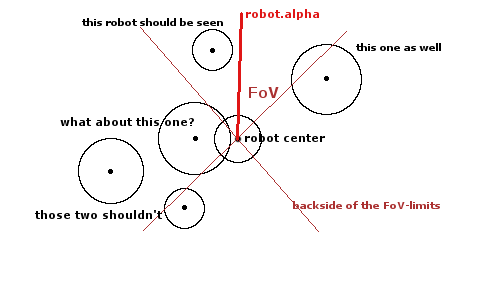 robot.alpha
this robot should be seen
this one as well
FoV
what about this one?
robot center
backside of the FoV-limits
those two shouldn't